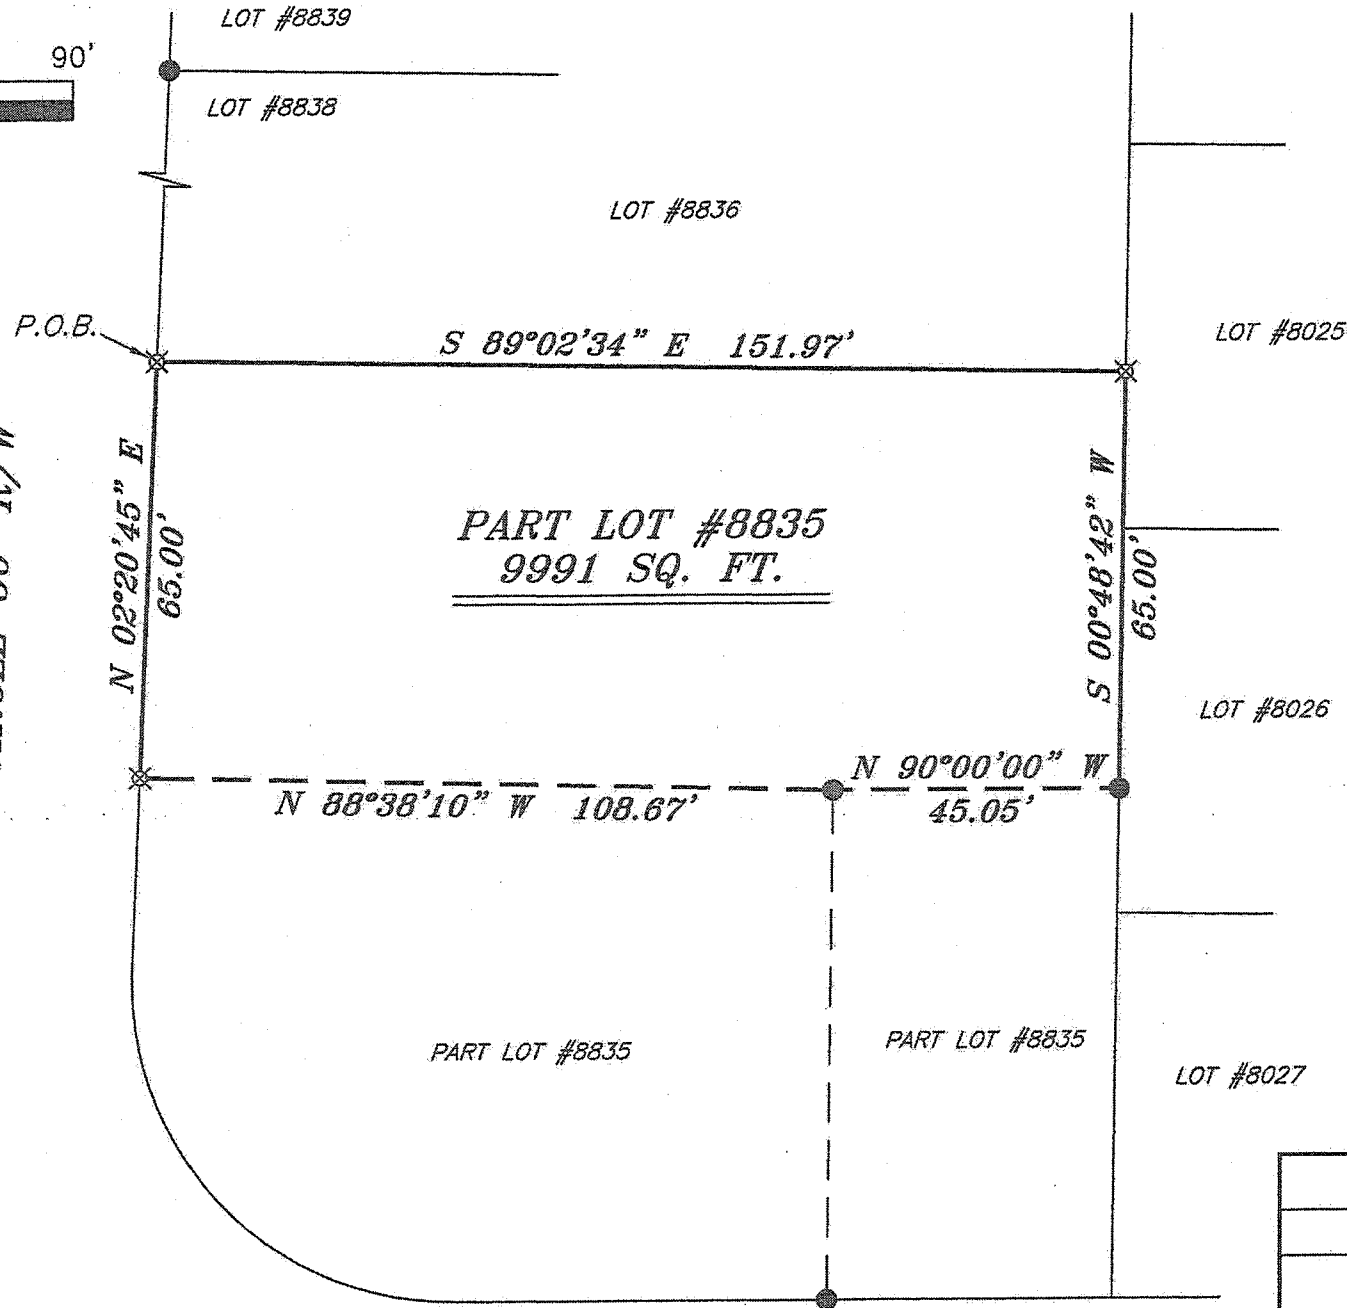 LOT #8839
90'
LOT #8838
LOT #8836
P.O.B.
S 89°02'34" E 151.97'
LOT #8025
N 02°20'45" E
65.00'
PART LOT #8835
9991 SQ. FT.
S 00°48'42" W
65.00'
LOT #8026
N 90°00'00" W
45.05'
N 88°38'10" W 108.67'
PART LOT #8835
PART LOT #8835
LOT #8027